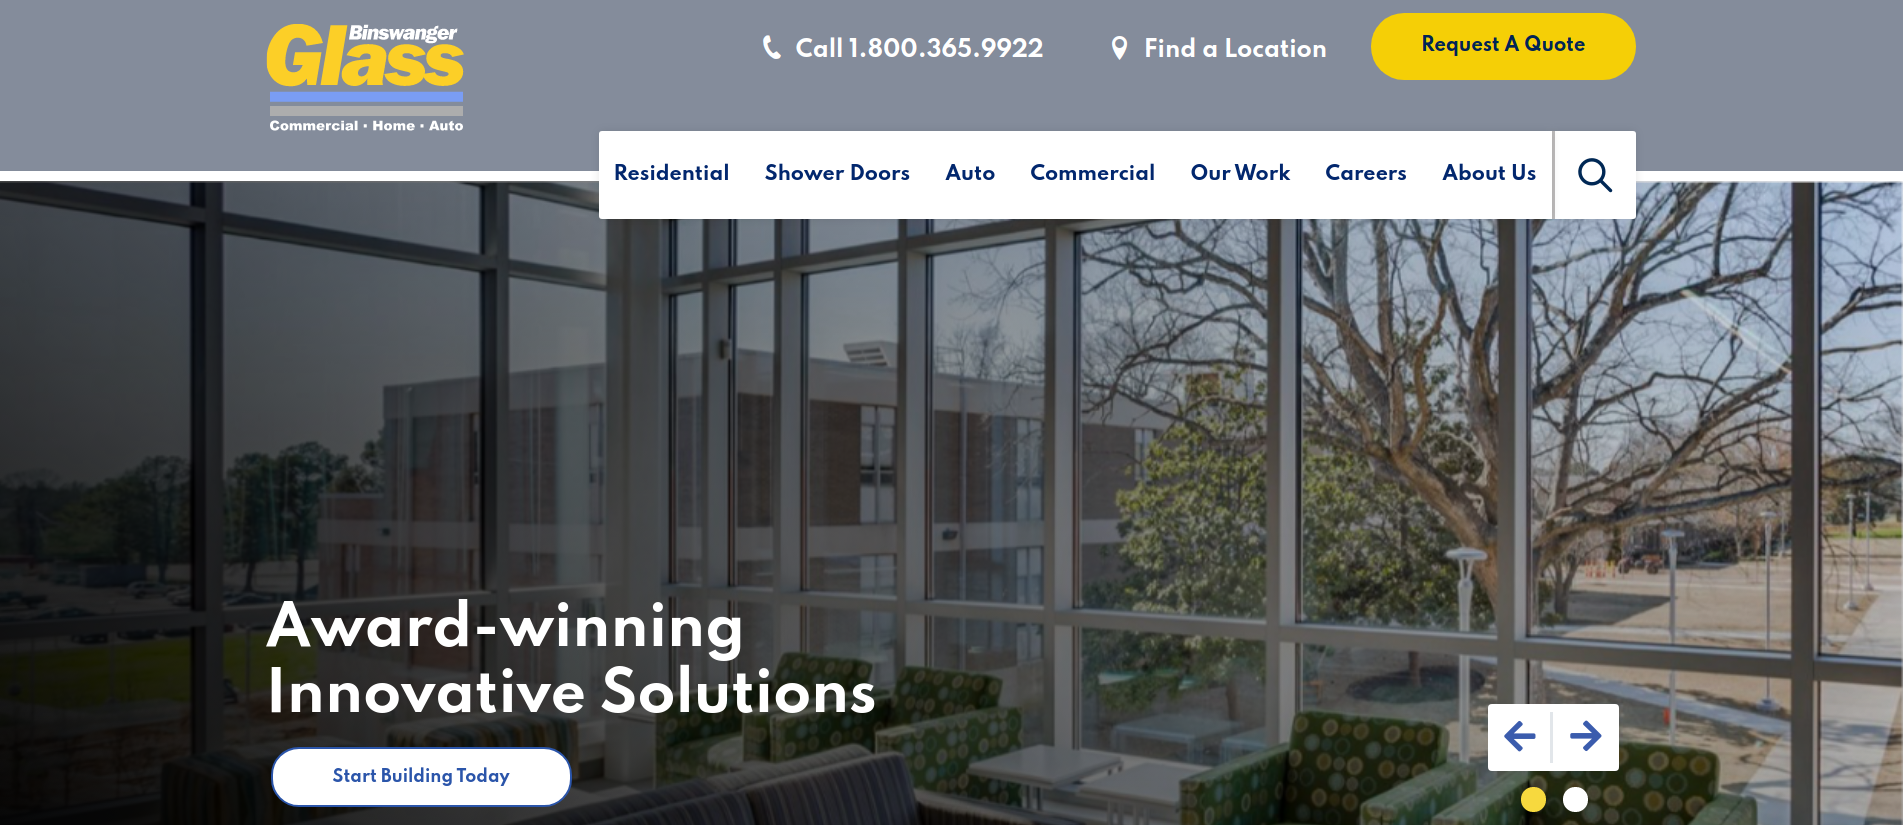 Binswanger
Glass
Commercial · Home · Auto
Call 1.800.365.9922
Find a Location
Request A Quote
Residential
Shower Doors
Auto
Commercial
Our Work
Careers
About Us
Award-winning
Innovative Solutions
Start Building Today